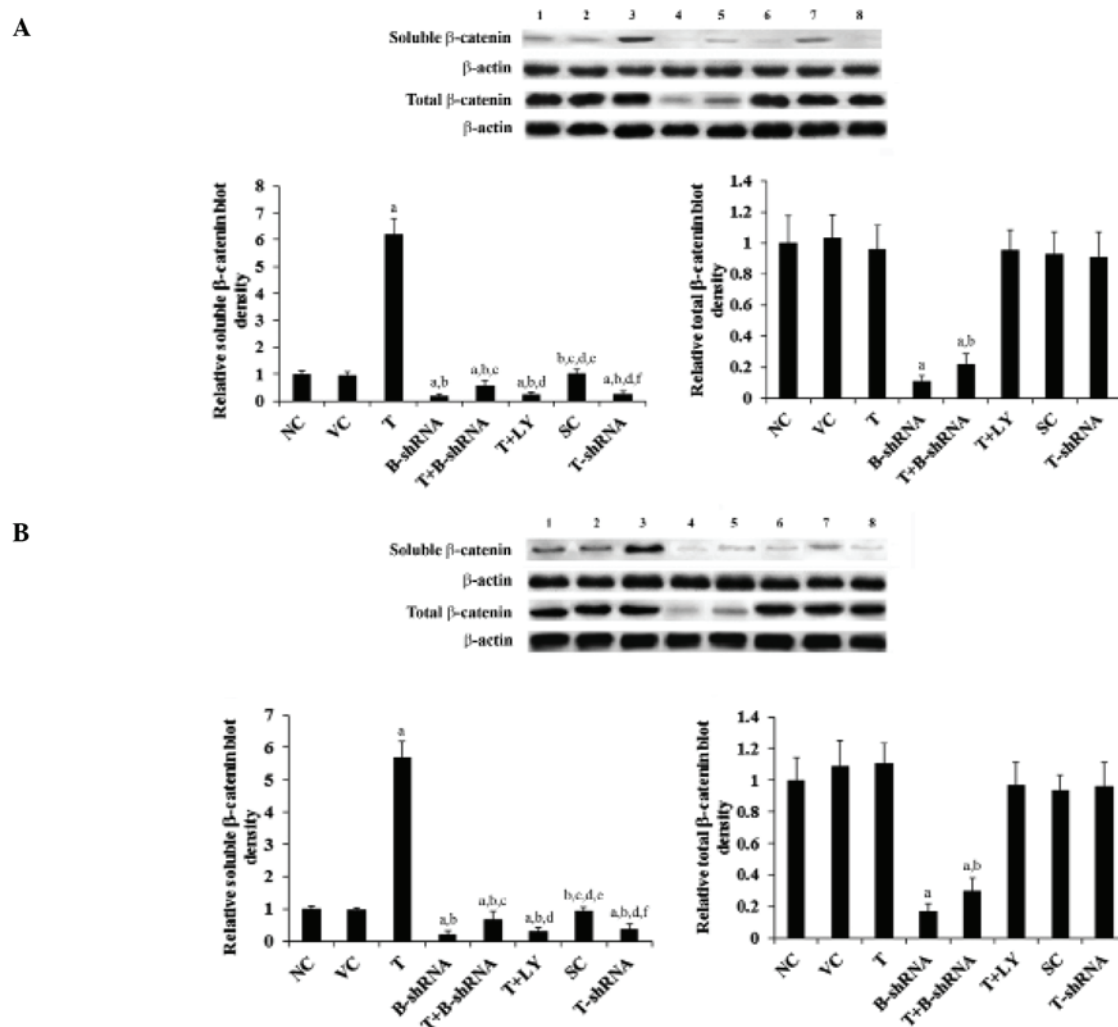 A
1 2 3 4 5 6 7 8
Soluble β-catenin
β-actin
Total β-catenin
β-actin
Relative soluble β-catenin blot
density
8
7
6
5
4
3
2
1
0
a
a,b
a,b,c
a,b,d
b,c,d,e
a,b,d,f
NC
VC
T
B-shRNA
T+B-shRNA
T+LY
SC
T-shRNA
Relative total β-catenin blot
density
1.4
1.2
1
0.8
0.6
0.4
0.2
0
a
a,b
NC
VC
T
B-shRNA
T+B-shRNA
T+LY
SC
T-shRNA
B
1 2 3 4 5 6 7 8
Soluble β-catenin
β-actin
Total β-catenin
β-actin
Relative soluble β-catenin blot
density
7
6
5
4
3
2
1
0
a
a,b
a,b,c
a,b,d
b,c,d,e
a,b,d,f
NC
VC
T
B-shRNA
T+B-shRNA
T+LY
SC
T-shRNA
Relative total β-catenin blot
density
1.4
1.2
1
0.8
0.6
0.4
0.2
0
a
a,b
NC
VC
T
B-shRNA
T+B-shRNA
T+LY
SC
T-shRNA